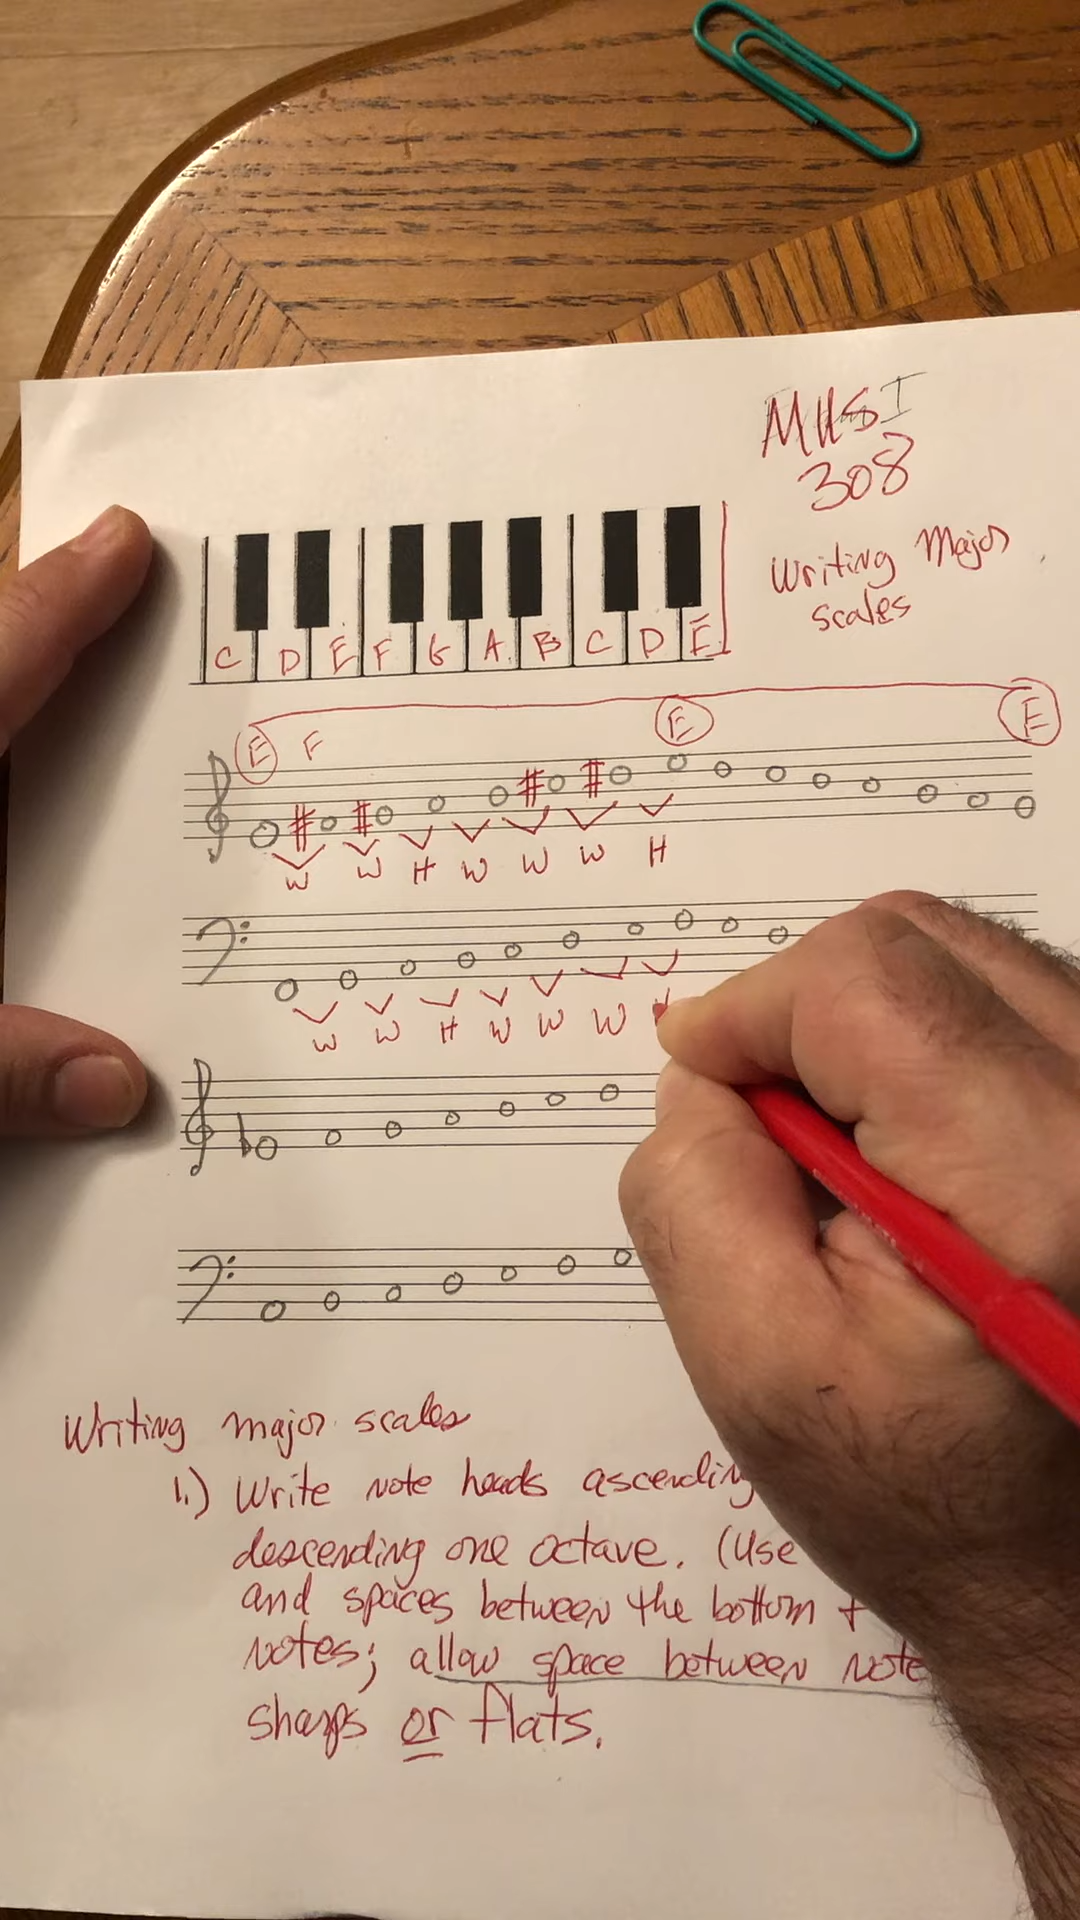 MUSI
308
Writing Major
scales
C D E F G A B C D E
E F E E
W W H W W W H
W W H W W W
Writing major scales
1.) Write note heads ascending
descending one octave. (Use
and spaces between the bottom +
notes; allow space between note
sharps or flats.